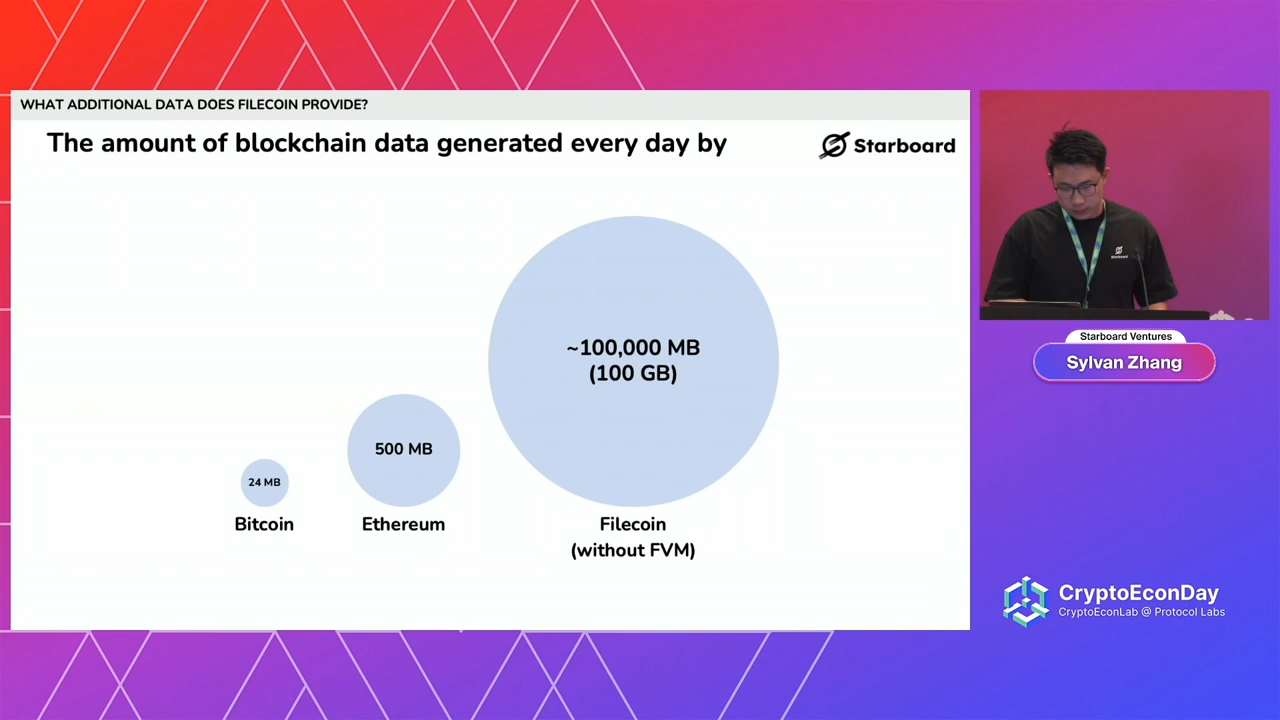 WHAT ADDITIONAL DATA DOES FILECOIN PROVIDE?
The amount of blockchain data generated every day by
Starboard
~100,000 MB
(100 GB)
500 MB
24 MB
Bitcoin
Ethereum
Filecoin
(without FVM)
Starboard
Starboard Ventures
Sylvan Zhang
CryptoEconDay
CryptoEconLab @ Protocol Labs